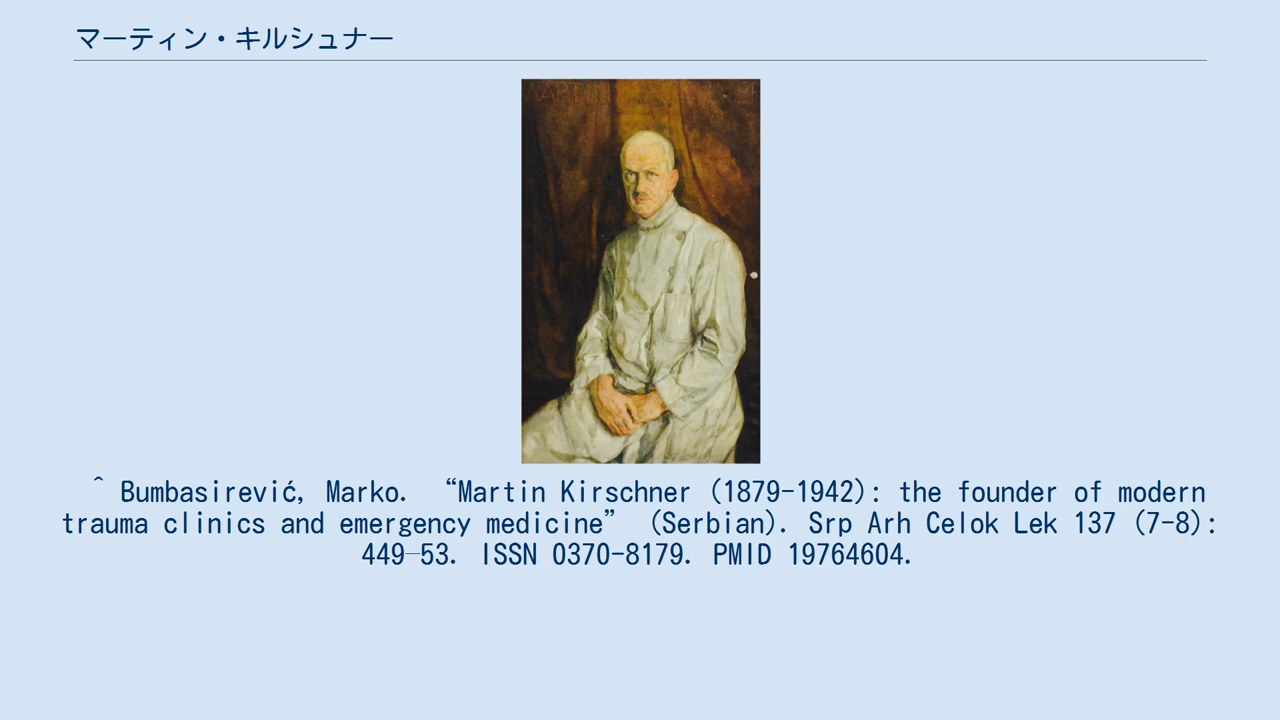 マーティン・キルシュナー
^ Bumbasirević, Marko. “Martin Kirschner (1879-1942): the founder of modern
trauma clinics and emergency medicine” (Serbian). Srp Arh Celok Lek 137 (7-8):
449–53. ISSN 0370-8179. PMID 19764604.